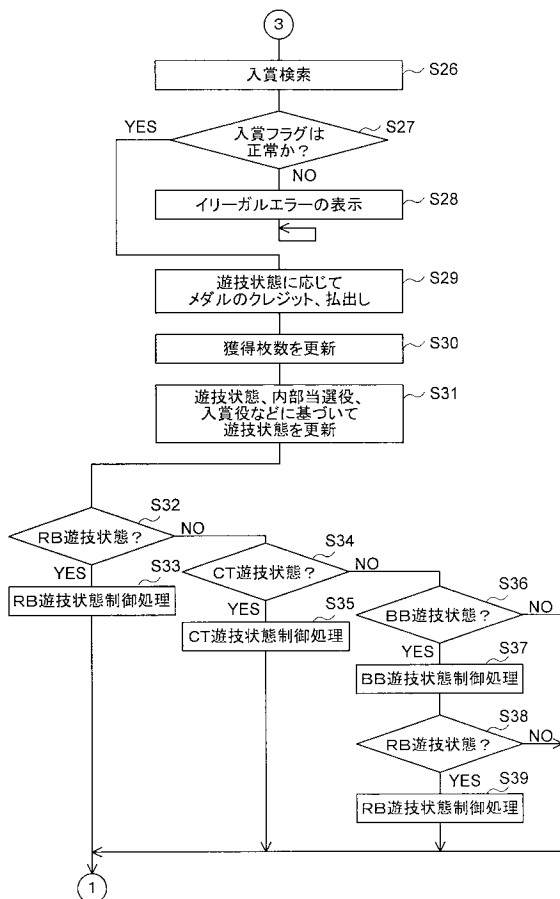 3
入賞検索
S26
入賞フラグは
正常か？
S27
YES
NO
イリーガルエラーの表示
S28
遊技状態に応じて
メダルのクレジット、払出し
S29
獲得枚数を更新
S30
遊技状態、内部当選役、
入賞役などに基づいて
遊技状態を更新
S31
RB遊技状態？
S32
NO
YES
S33
RB遊技状態制御処理
CT遊技状態？
S34
NO
YES
S35
CT遊技状態制御処理
BB遊技状態？
S36
NO
YES
S37
BB遊技状態制御処理
RB遊技状態？
S38
NO
YES
S39
RB遊技状態制御処理
1